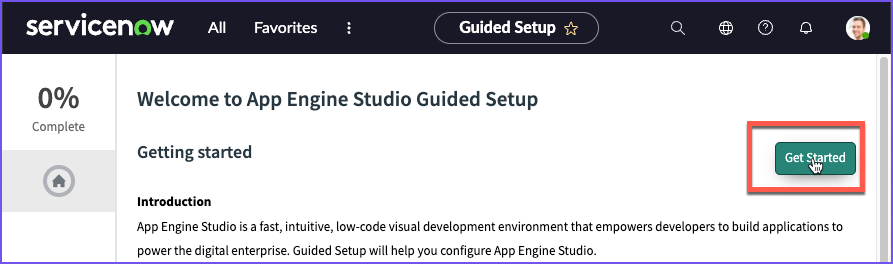 servicenow All Favorites Guided Setup
0%
Complete
Welcome to App Engine Studio Guided Setup
Getting started
Get Started
Introduction
App Engine Studio is a fast, intuitive, low-code visual development environment that empowers developers to build applications to
power the digital enterprise. Guided Setup will help you configure App Engine Studio.